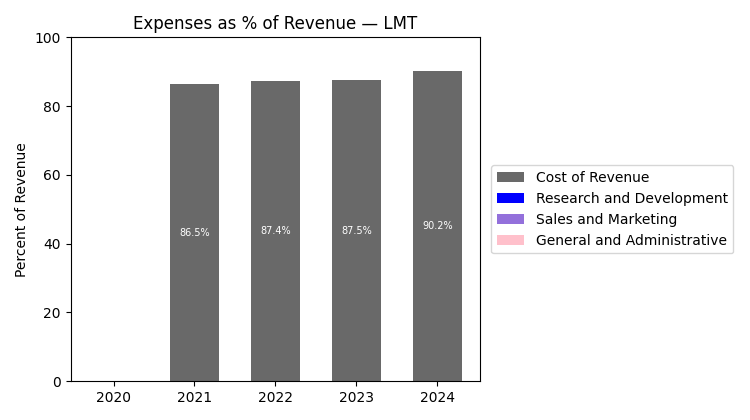 Expenses as % of Revenue — LMT
Percent of Revenue
100
80
60
40
20
0
86.5%
87.4%
87.5%
90.2%
2020
2021
2022
2023
2024
Cost of Revenue
Research and Development
Sales and Marketing
General and Administrative